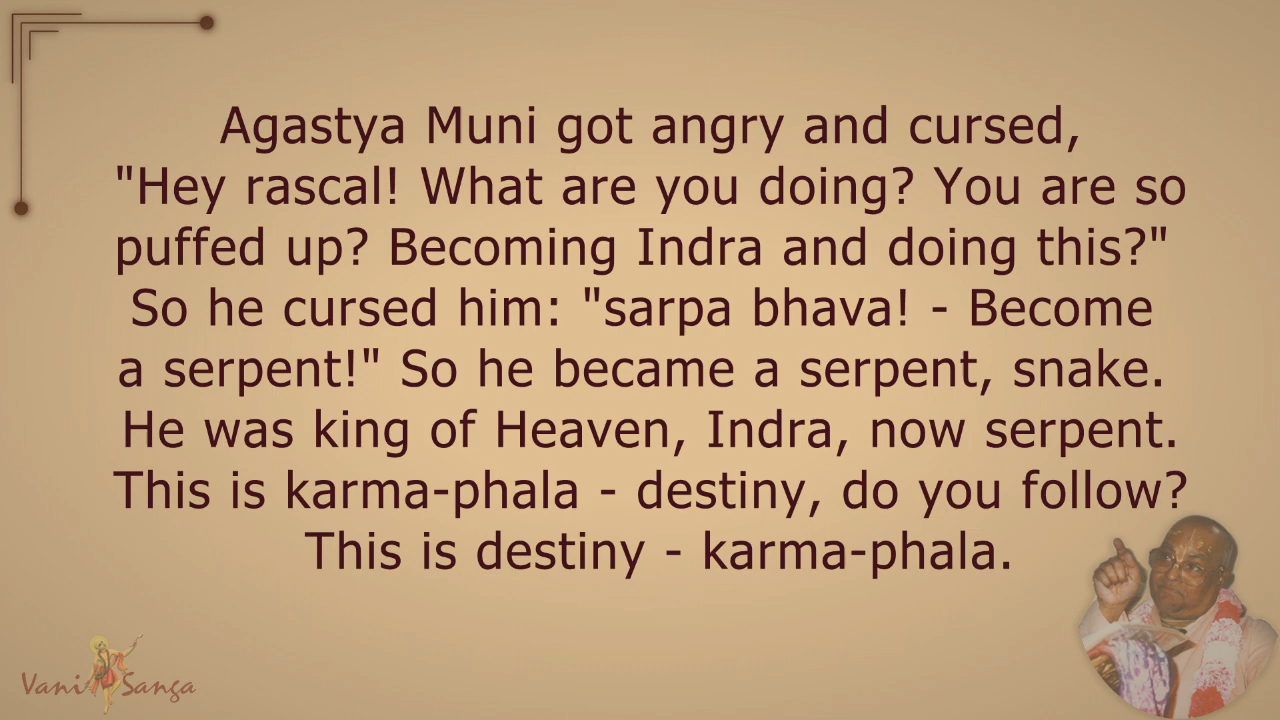 Agastya Muni got angry and cursed,
"Hey rascal! What are you doing? You are so
puffed up? Becoming Indra and doing this?"
So he cursed him: "sarpa bhava! - Become
a serpent!" So he became a serpent, snake.
He was king of Heaven, Indra, now serpent.
This is karma-phala - destiny, do you follow?
This is destiny - karma-phala.
Vani Sanga